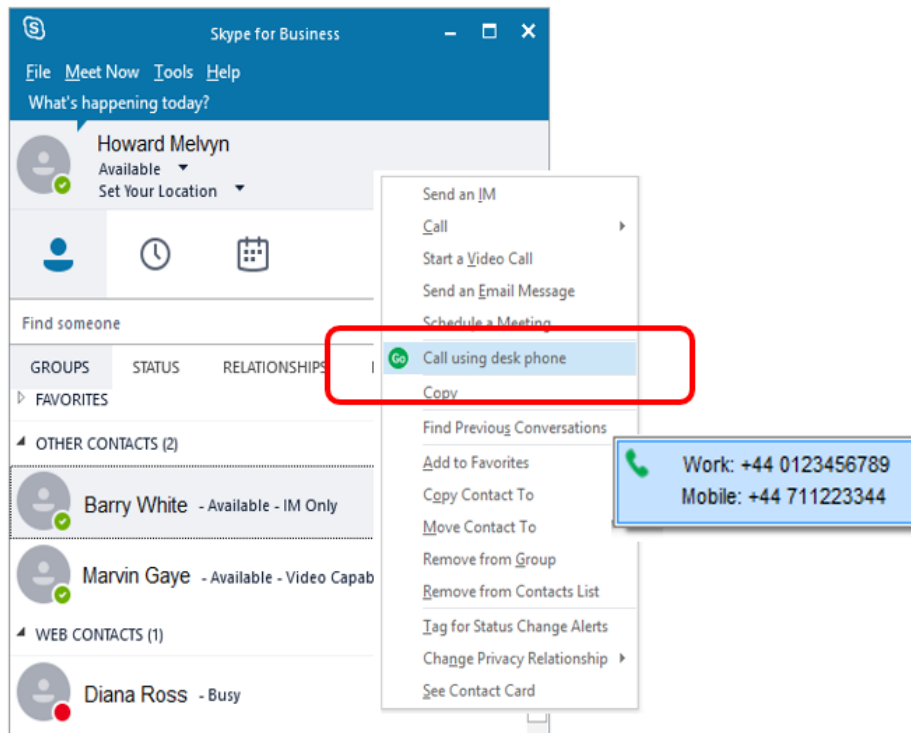 Skype for Business
File Meet Now Tools Help
What's happening today?
Howard Melvyn
Available
Set Your Location
Find someone
GROUPS STATUS RELATIONSHIPS
FAVORITES
OTHER CONTACTS (2)
Barry White - Available - IM Only
Marvin Gaye - Available - Video Capab
WEB CONTACTS (1)
Diana Ross - Busy
Send an IM
Call
Start a Video Call
Send an Email Message
Schedule a Meeting
Go Call using desk phone
Copy
Find Previous Conversations
Add to Favorites
Copy Contact To
Move Contact To
Remove from Group
Remove from Contacts List
Tag for Status Change Alerts
Change Privacy Relationship
See Contact Card
Work: +44 0123456789
Mobile: +44 711223344